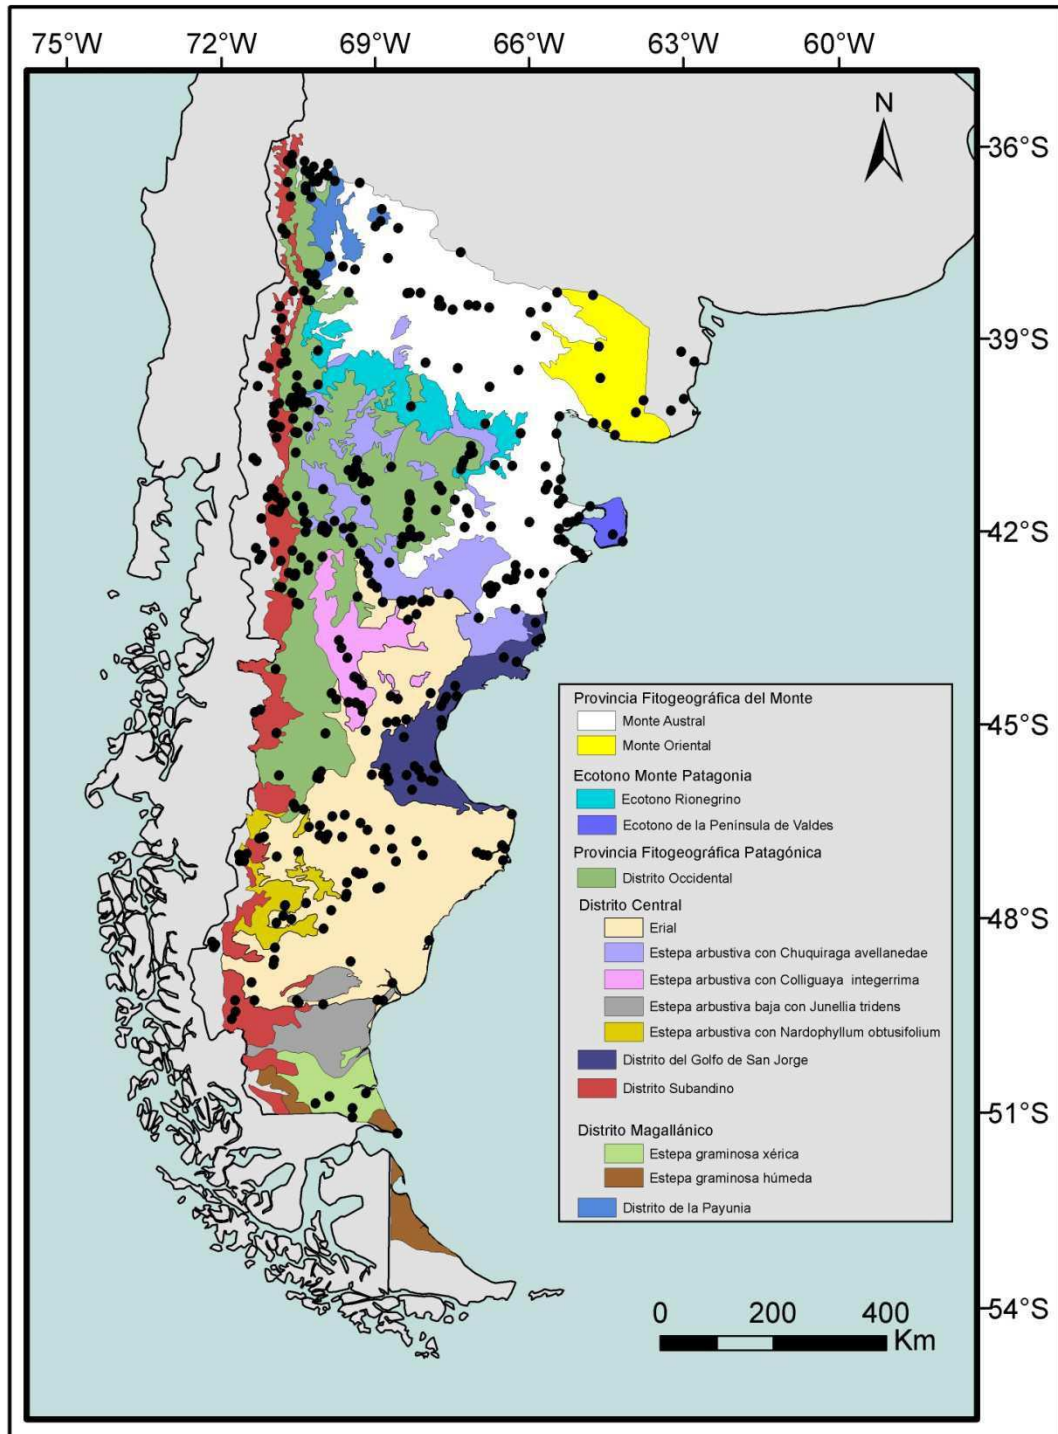 75°W 72°W 69°W 66°W 63°W 60°W
N
36°S
39°S
42°S
45°S
48°S
51°S
54°S
Provincia Fitogeográfica del Monte
Monte Austral
Monte Oriental
Ecotono Monte Patagonia
Ecotono Rionegrino
Ecotono de la Península de Valdes
Provincia Fitogeográfica Patagónica
Distrito Occidental
Distrito Central
Erial
Estepa arbustiva con Chuquiraga avellanedae
Estepa arbustiva con Colliguaya integerrima
Estepa arbustiva baja con Junellia tridens
Estepa arbustiva con Nardophyllum obtusifolium
Distrito del Golfo de San Jorge
Distrito Subandino
Distrito Magallánico
Estepa graminosa xérica
Estepa graminosa húmeda
Distrito de la Payunia
0 200 400
Km